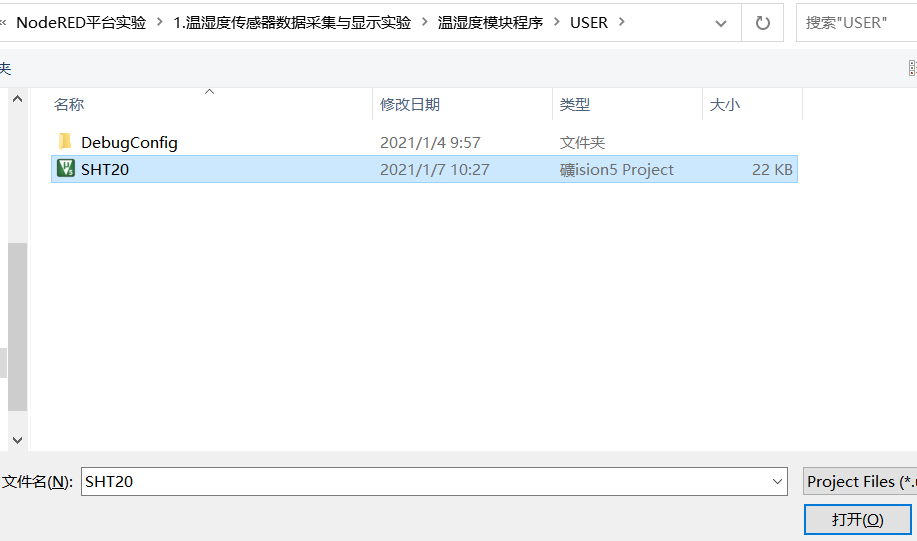 « NodeRED平台实验 > 1.温湿度传感器数据采集与显示实验 > 温湿度模块程序 > USER >
搜索"USER"
夹
名称 修改日期 类型 大小
DebugConfig 2021/1/4 9:57 文件夹
SHT20 2021/1/7 10:27 礦ision5 Project 22 KB
文件名(N): SHT20 Project Files (*.u
打开(O)